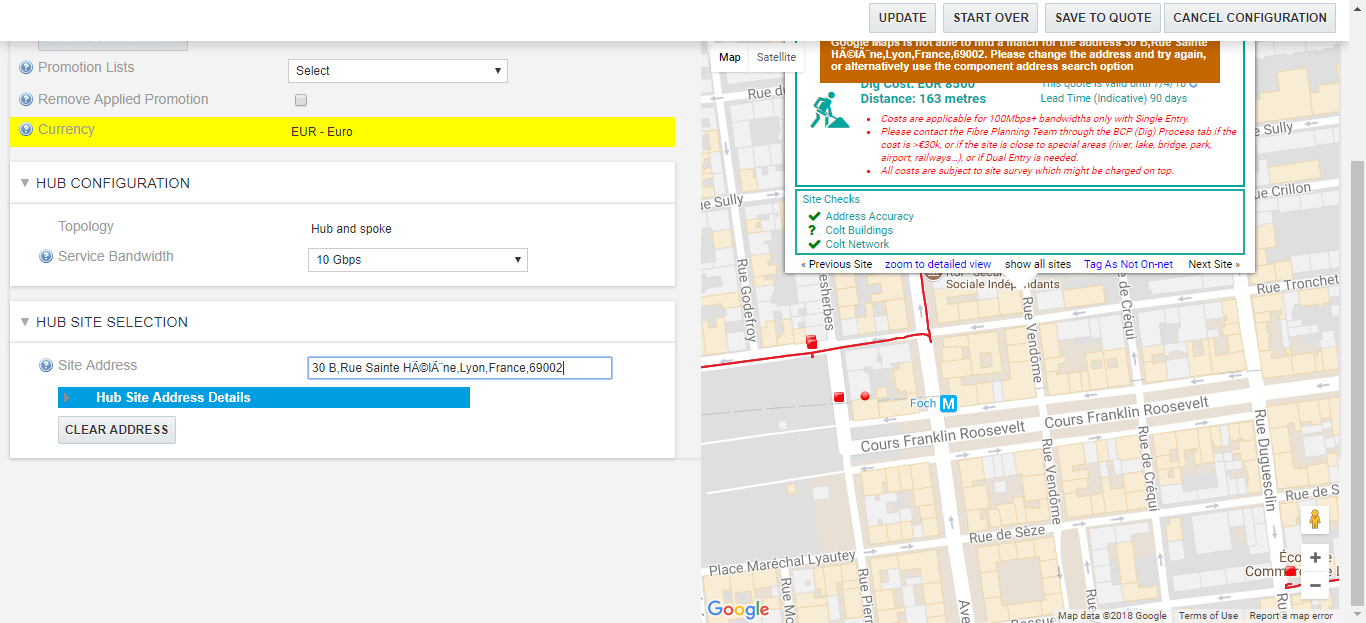 UPDATE
START OVER
SAVE TO QUOTE
CANCEL CONFIGURATION
Promotion Lists
Select
Remove Applied Promotion
Currency
EUR - Euro
HUB CONFIGURATION
Topology
Hub and spoke
Service Bandwidth
10 Gbps
HUB SITE SELECTION
Site Address
30 B,Rue Sainte HÃ©lÃ¨ne,Lyon,France,69002
Hub Site Address Details
CLEAR ADDRESS
Map
Satellite
Google Maps is not able to find a match for the address 30 B,Rue Sainte
HÃ©lÃ¨ne,Lyon,France,69002. Please change the address and try again,
or alternatively use the component address search option
Dig Cost: EUR 8500
This quote is valid until 7/4/18
Distance: 163 metres
Lead Time (Indicative) 90 days
Costs are applicable for 100Mbps+ bandwidths only with Single Entry.
Please contact the Fibre Planning Team through the BCP (Dig) Process tab if the
cost is >€30k, or if the site is close to special areas (river, lake, bridge, park,
airport, railways...), or if Dual Entry is needed.
All costs are subject to site survey which might be charged on top.
Site Checks
Address Accuracy
? Colt Buildings
Colt Network
« Previous Site
zoom to detailed view
show all sites
Tag As Not On-net
Next Site »
Rue d
Sully
ue Sully
ue Crillon
Sociale Indépendants
Rue Tronchet
Rue Godefroy
esherbes
Rue Vendôme
de Créqui
Foch M
Cours Franklin Roosevelt
Cours Franklin Roosevelt
Rue Vendôme
Rue de Créqui
Rue Duguesclin
Rue de S
Rue de Sèze
Place Maréchal Lyautey
Rue Mo
Rue Pierr
Ave
Rue
Éco
Comm
+
−
Google
Map data ©2018 Google
Terms of Use
Report a map error